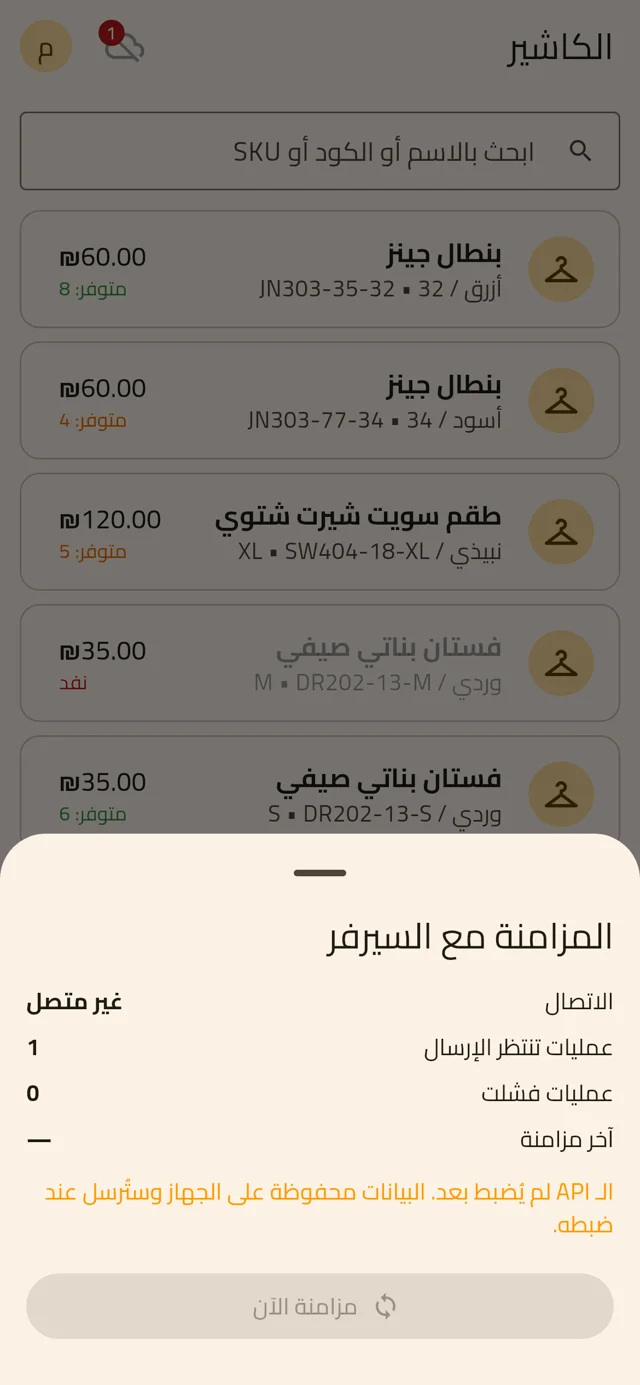 الكاشير
1
م
ابحث بالاسم أو الكود أو SKU
بنطال جينز
₪60.00
أزرق / 32 • JN303-35-32
متوفر: 8
بنطال جينز
₪60.00
أسود / 34 • JN303-77-34
متوفر: 4
طقم سويت شيرت شتوي
₪120.00
نبيذي / XL • SW404-18-XL
متوفر: 5
فستان بناتي صيفي
₪35.00
وردي / M • DR202-13-M
نفد
فستان بناتي صيفي
₪35.00
وردي / S • DR202-13-S
متوفر: 6
المزامنة مع السيرفر
الاتصال
غير متصل
عمليات تنتظر الإرسال
1
عمليات فشلت
0
آخر مزامنة
—
الـ API لم يُضبط بعد. البيانات محفوظة على الجهاز وستُرسل عند
ضبطه.
مزامنة الآن